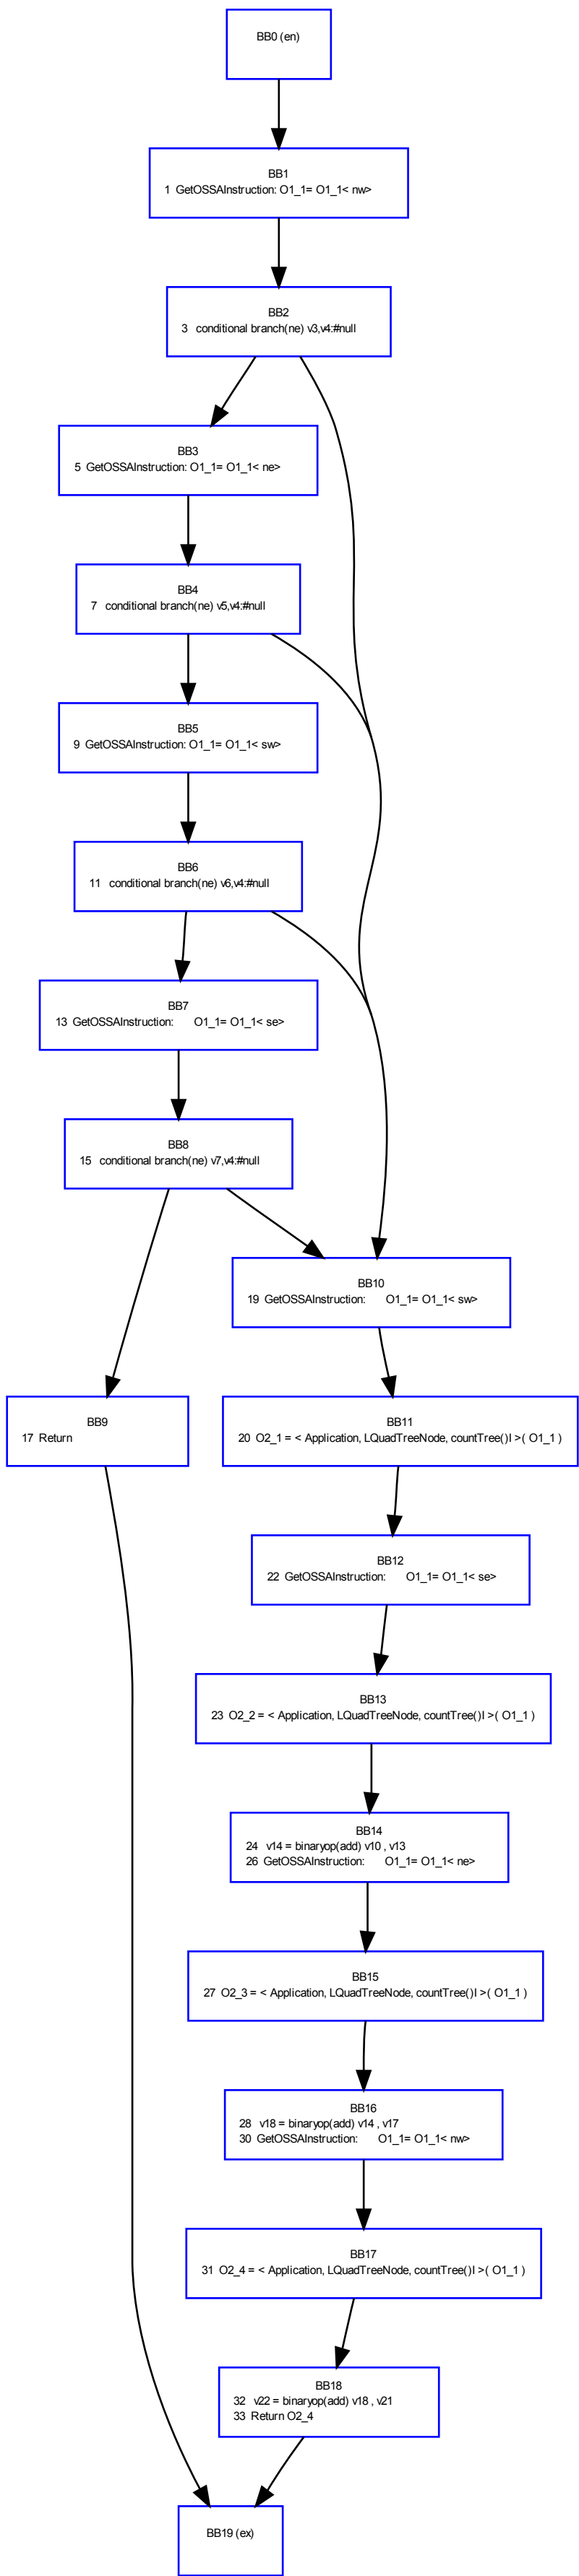 BB0 (en)
BB1
1 GetOSSAInstruction: O1_1= O1_1< nw>
BB2
3 conditional branch(ne) v3,v4:#null
BB3
5 GetOSSAInstruction: O1_1= O1_1< ne>
BB4
7 conditional branch(ne) v5,v4:#null
BB5
9 GetOSSAInstruction: O1_1= O1_1< sw>
BB6
11 conditional branch(ne) v6,v4:#null
BB7
13 GetOSSAInstruction: O1_1= O1_1< se>
BB8
15 conditional branch(ne) v7,v4:#null
BB10
19 GetOSSAInstruction: O1_1= O1_1< sw>
BB9
17 Return
BB11
20 O2_1 = < Application, LQuadTreeNode, countTree()I >( O1_1 )
BB12
22 GetOSSAInstruction: O1_1= O1_1< se>
BB13
23 O2_2 = < Application, LQuadTreeNode, countTree()I >( O1_1 )
BB14
24 v14 = binaryop(add) v10 , v13
26 GetOSSAInstruction: O1_1= O1_1< ne>
BB15
27 O2_3 = < Application, LQuadTreeNode, countTree()I >( O1_1 )
BB16
28 v18 = binaryop(add) v14 , v17
30 GetOSSAInstruction: O1_1= O1_1< nw>
BB17
31 O2_4 = < Application, LQuadTreeNode, countTree()I >( O1_1 )
BB18
32 v22 = binaryop(add) v18 , v21
33 Return O2_4
BB19 (ex)